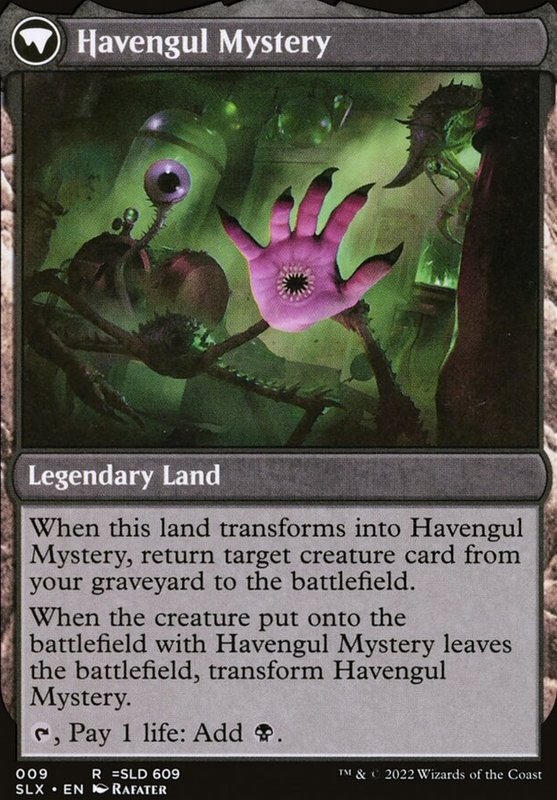 Havengul Mystery
Legendary Land
When this land transforms into Havengul
Mystery, return target creature card from
your graveyard to the battlefield.
When the creature put onto the
battlefield with Havengul Mystery leaves
the battlefield, transform Havengul
Mystery.
, Pay 1 life: Add .
009 R =SLD 609
SLX • EN Rafater
™ & © 2022 Wizards of the Coast